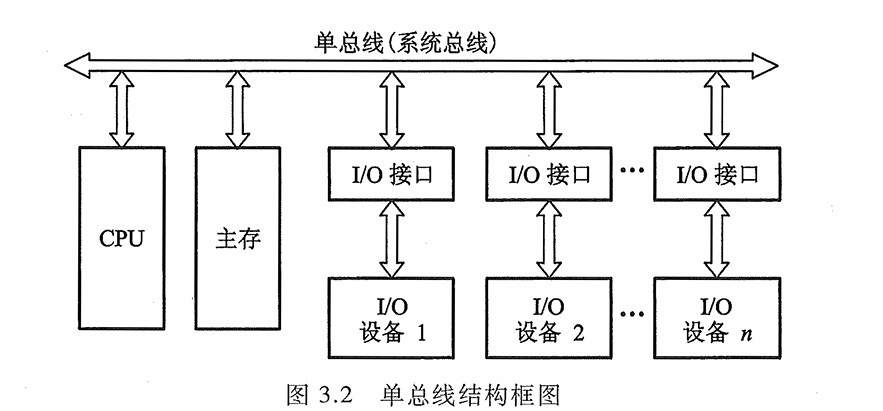 单总线(系统总线)
I/O 接口
I/O 接口
···
I/O 接口
CPU
主存
I/O
设备 1
I/O
设备 2
···
I/O
设备 n
图 3.2 单总线结构框图